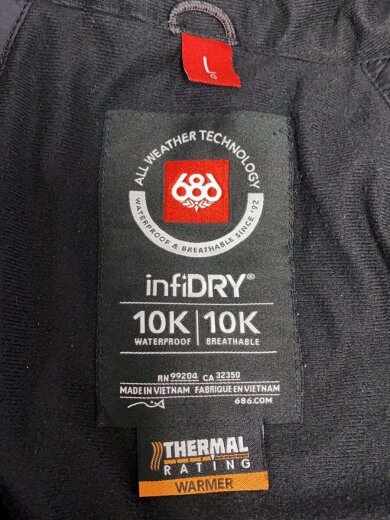 L
S
ALL WEATHER TECHNOLOGY
686
WATERPROOF & BREATHABLE SINCE '92
infiDRY®
10K | 10K
WATERPROOF BREATHABLE
RN 99204 CA 32350
MADE IN VIETNAM FABRIQUE EN VIETNAM
686.COM
THERMAL
RATING
WARMER